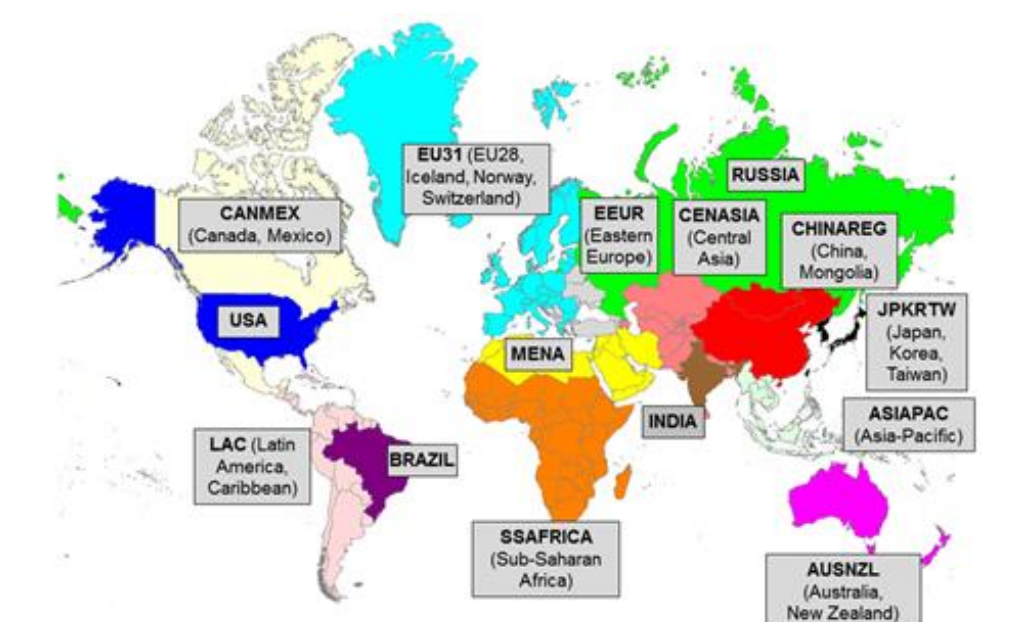 EU31 (EU28,
Iceland, Norway,
Switzerland)
RUSSIA
CANMEX
(Canada, Mexico)
EEUR
(Eastern
Europe)
CENASIA
(Central
Asia)
CHINAREG
(China,
Mongolia)
USA
JPKRTW
(Japan,
Korea,
Taiwan)
MENA
INDIA
ASIAPAC
(Asia-Pacific)
LAC (Latin
America,
Caribbean)
BRAZIL
SSAFRICA
(Sub-Saharan
Africa)
AUSNZL
(Australia,
New Zealand)